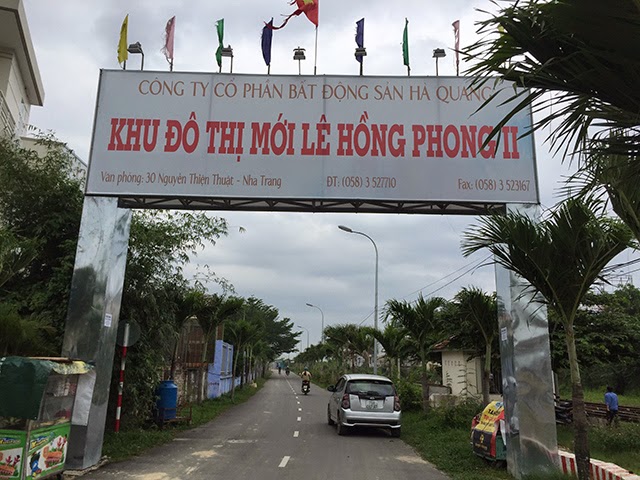 CÔNG TY CỔ PHẦN BẤT ĐỘNG SẢN HÀ QUANG
KHU ĐÔ THỊ MỚI LÊ HỒNG PHONG II
Văn phòng: 30 Nguyễn Thiện Thuật - Nha Trang ĐT: (058) 3 527710 Fax: (058) 3 523167